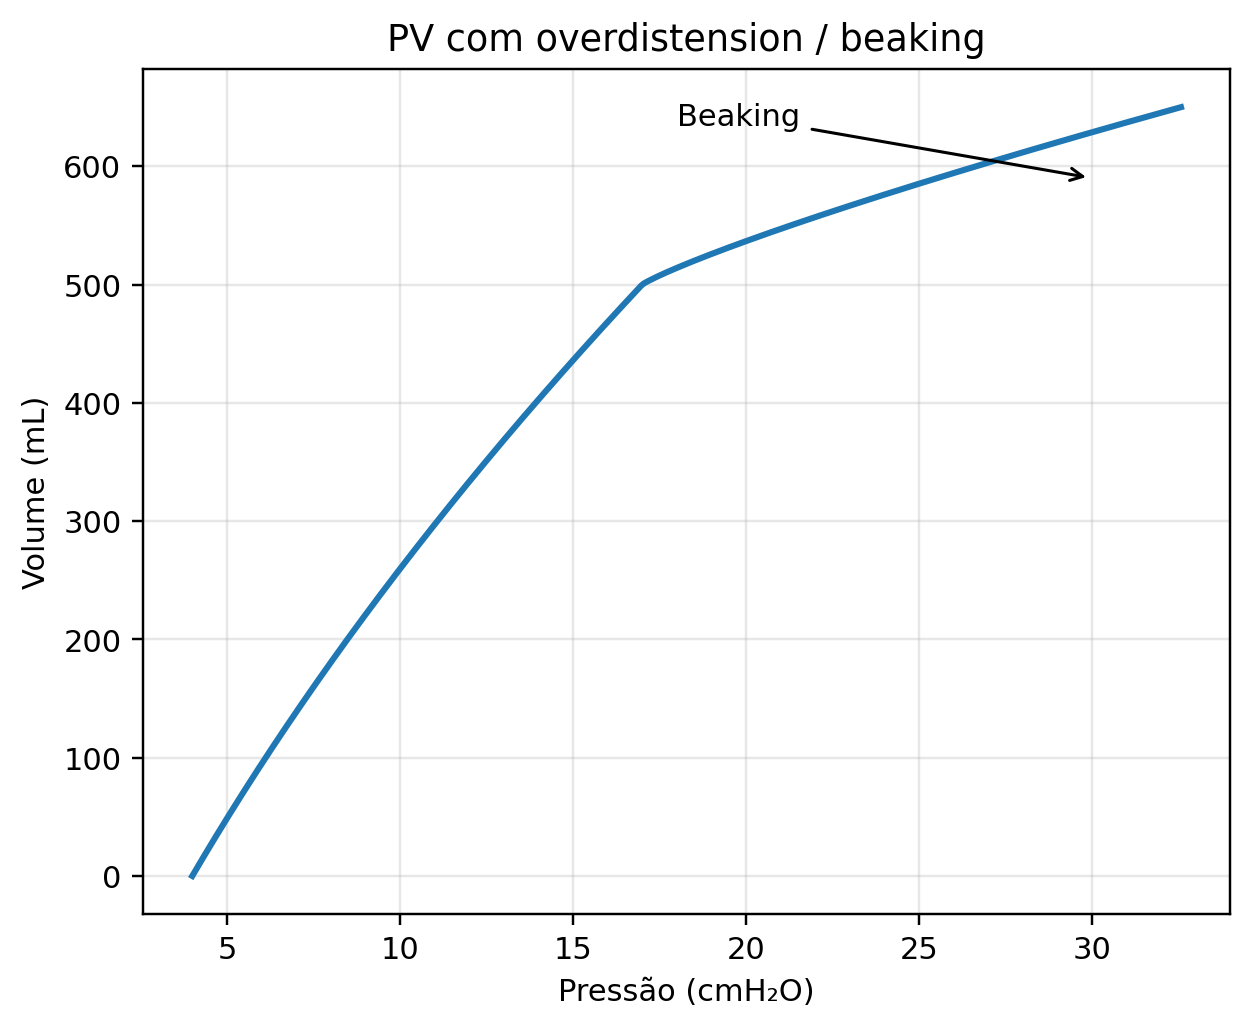 PV com overdistension / beaking
Beaking
600
500
400
300
200
100
0
Volume (mL)
5 10 15 20 25 30
Pressão (cmH₂O)